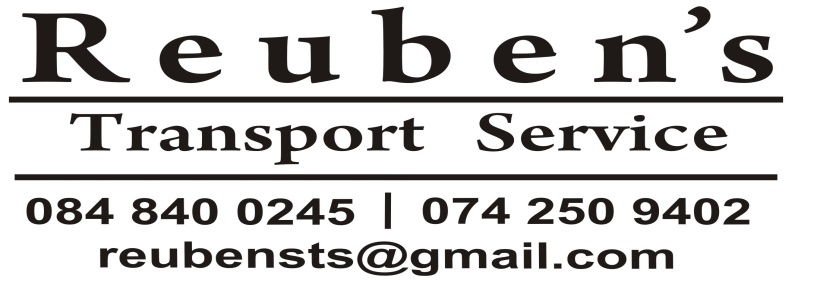 Reuben's
Transport Service
084 840 0245 | 074 250 9402
reubensts@gmail.com